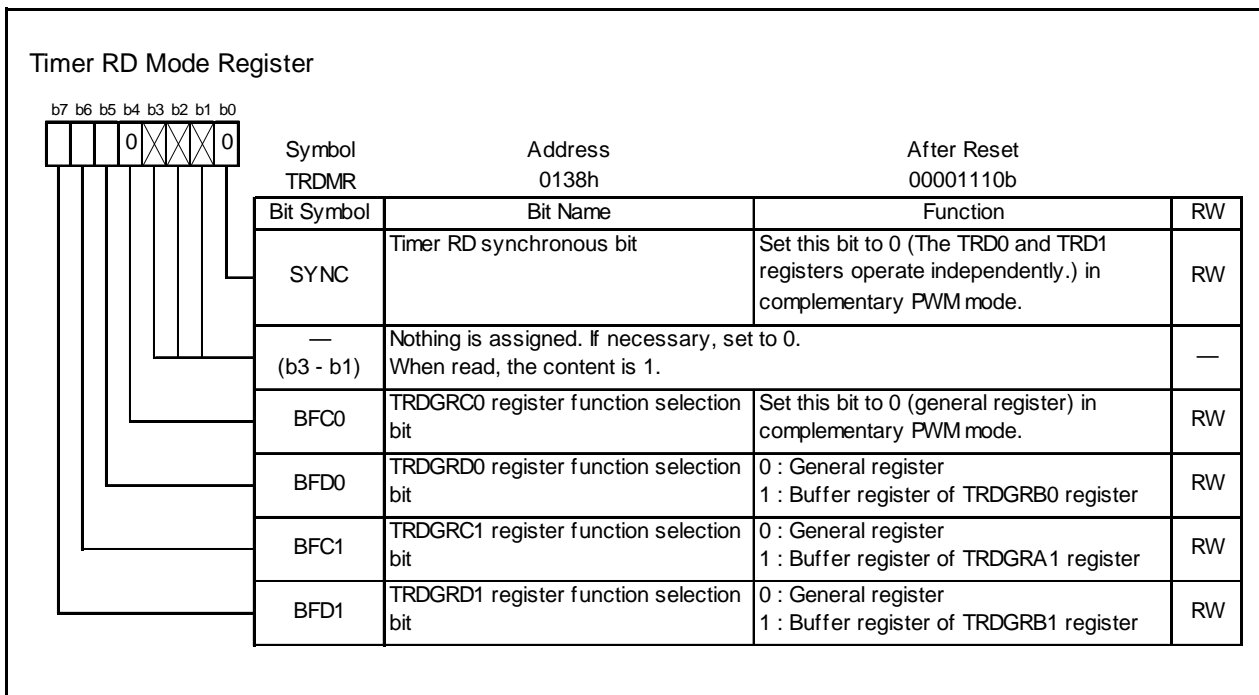 Timer RD Mode Register
b7 b6 b5 b4 b3 b2 b1 b0
0 0
Symbol Address After Reset
TRDMR 0138h 00001110b
Bit Symbol Bit Name Function RW
SYNC Timer RD synchronous bit Set this bit to 0 (The TRD0 and TRD1
registers operate independently.) in
complementary PWM mode. RW
—
(b3 - b1) Nothing is assigned. If necessary, set to 0.
When read, the content is 1. —
BFC0 TRDGRC0 register function selection
bit Set this bit to 0 (general register) in
complementary PWM mode. RW
BFD0 TRDGRD0 register function selection
bit 0 : General register
1 : Buffer register of TRDGRB0 register RW
BFC1 TRDGRC1 register function selection
bit 0 : General register
1 : Buffer register of TRDGRA1 register RW
BFD1 TRDGRD1 register function selection
bit 0 : General register
1 : Buffer register of TRDGRB1 register RW